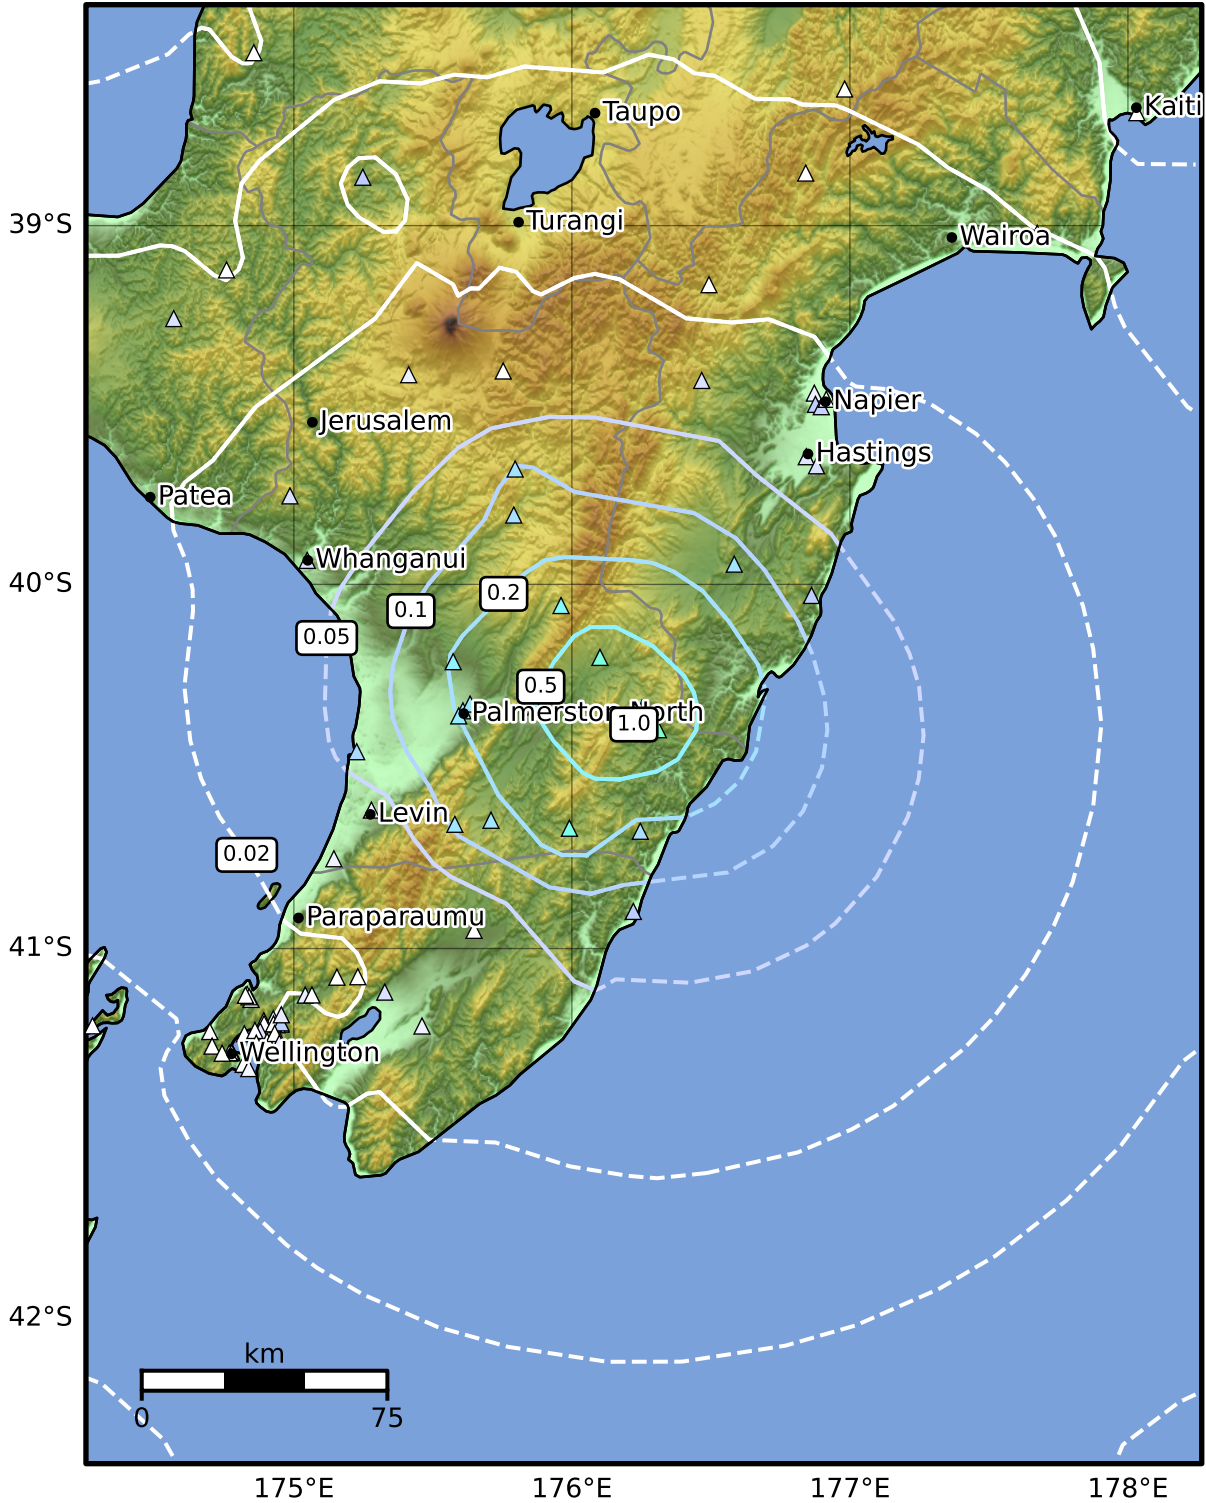 Taupo
Kaiti
Turangi
39°S
Wairoa
Napier
Jerusalem
Hastings
Patea
Whanganui
40°S
0.2
0.1
0.05
0.5
Palmerston North
1.0
Levin
0.02
Paraparaumu
41°S
Wellington
42°S
km
0
75
175°E
176°E
177°E
178°E